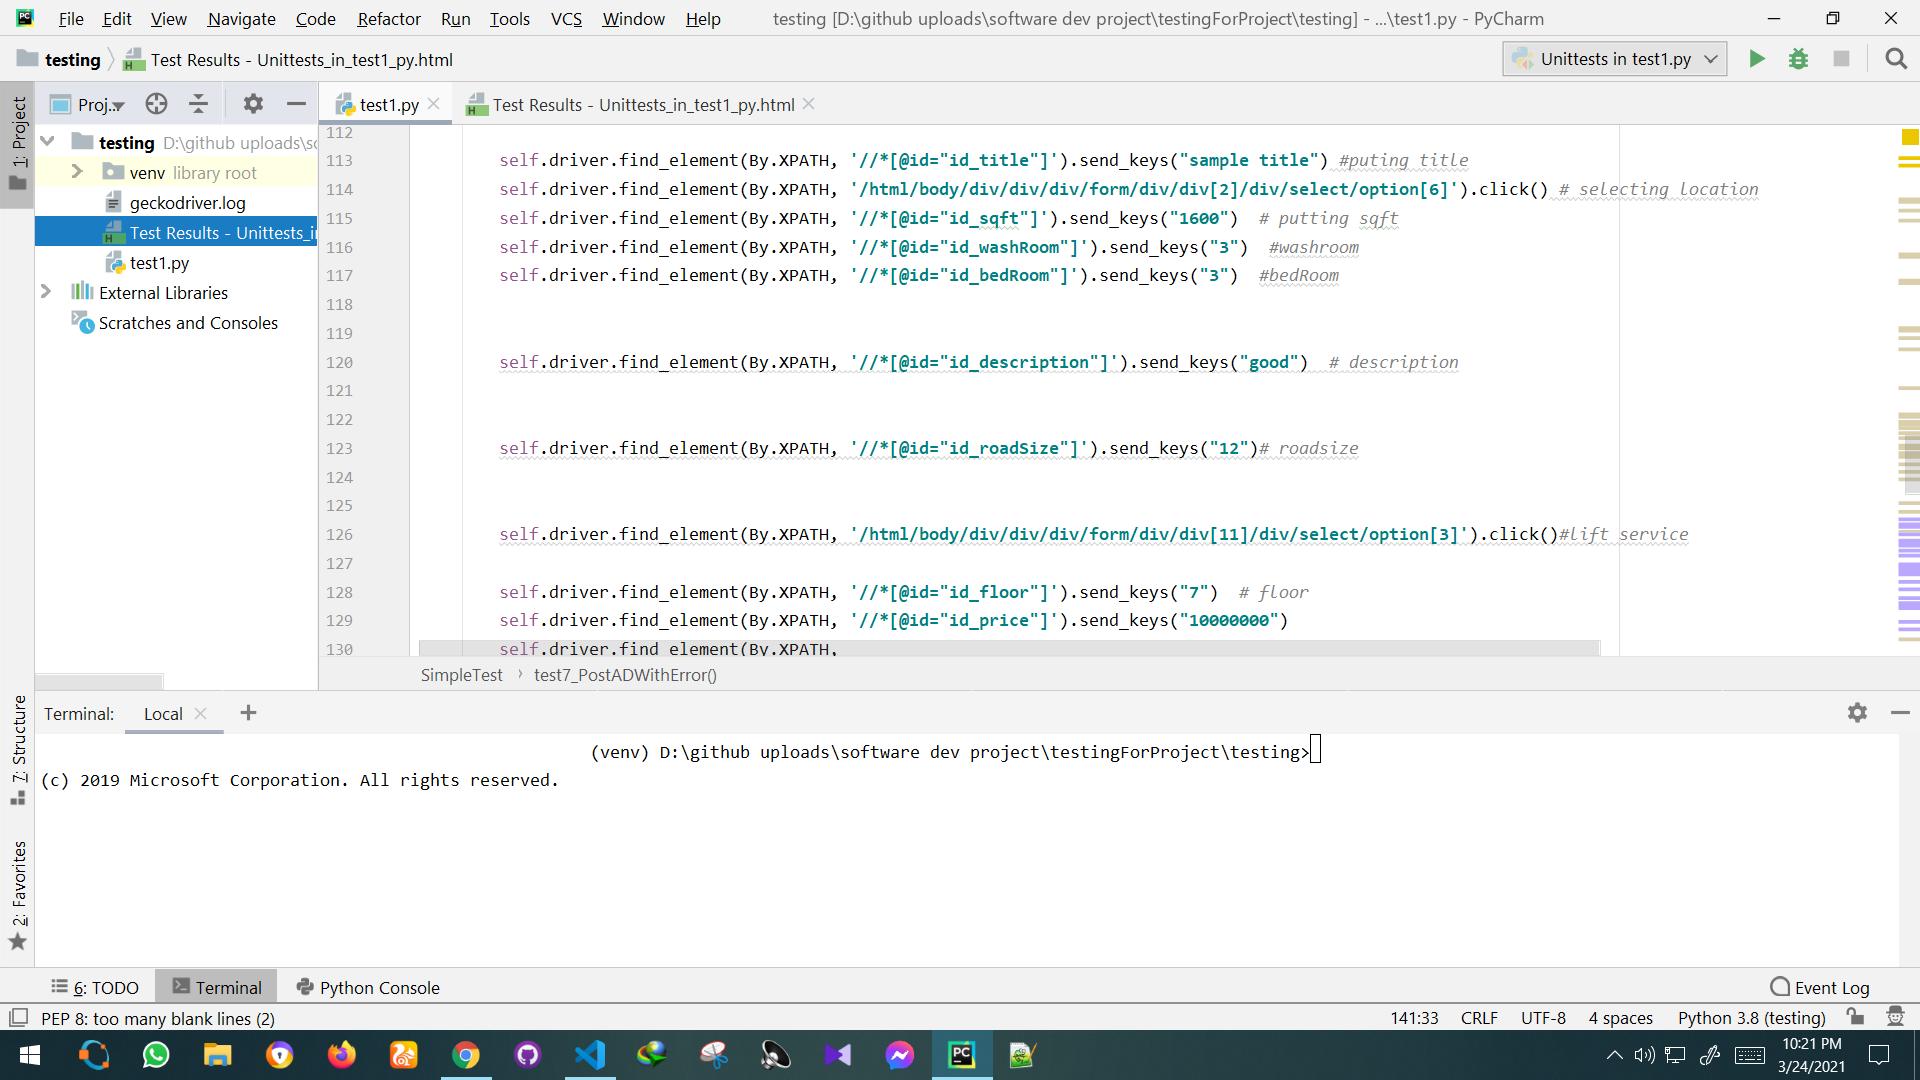 File Edit View Navigate Code Refactor Run Tools VCS Window Help testing [D:\github uploads\software dev project\testingForProject\testing] - ...\test1.py - PyCharm
testing Test Results - Unittests_in_test1_py.html Unittests in test1.py
1: Project
Proj...
testing D:\github uploads\so
venv library root
geckodriver.log
Test Results - Unittests_i
test1.py
External Libraries
Scratches and Consoles
test1.py Test Results - Unittests_in_test1_py.html
112
113 self.driver.find_element(By.XPATH, '//*[@id="id_title"]').send_keys("sample title") #puting title
114 self.driver.find_element(By.XPATH, '/html/body/div/div/div/form/div/div[2]/div/select/option[6]').click() # selecting location
115 self.driver.find_element(By.XPATH, '//*[@id="id_sqft"]').send_keys("1600") # putting sqft
116 self.driver.find_element(By.XPATH, '//*[@id="id_washRoom"]').send_keys("3") #washroom
117 self.driver.find_element(By.XPATH, '//*[@id="id_bedRoom"]').send_keys("3") #bedRoom
118
119
120 self.driver.find_element(By.XPATH, '//*[@id="id_description"]').send_keys("good") # description
121
122
123 self.driver.find_element(By.XPATH, '//*[@id="id_roadSize"]').send_keys("12")# roadsize
124
125
126 self.driver.find_element(By.XPATH, '/html/body/div/div/div/form/div/div[11]/div/select/option[3]').click()#lift service
127
128 self.driver.find_element(By.XPATH, '//*[@id="id_floor"]').send_keys("7") # floor
129 self.driver.find_element(By.XPATH, '//*[@id="id_price"]').send_keys("10000000")
130 self.driver.find_element(By.XPATH,
SimpleTest › test7_PostADWithError()
7: Structure
2: Favorites
Terminal: Local
(venv) D:\github uploads\software dev project\testingForProject\testing>
(c) 2019 Microsoft Corporation. All rights reserved.
6: TODO Terminal Python Console Event Log
PEP 8: too many blank lines (2) 141:33 CRLF UTF-8 4 spaces Python 3.8 (testing)
10:21 PM
3/24/2021